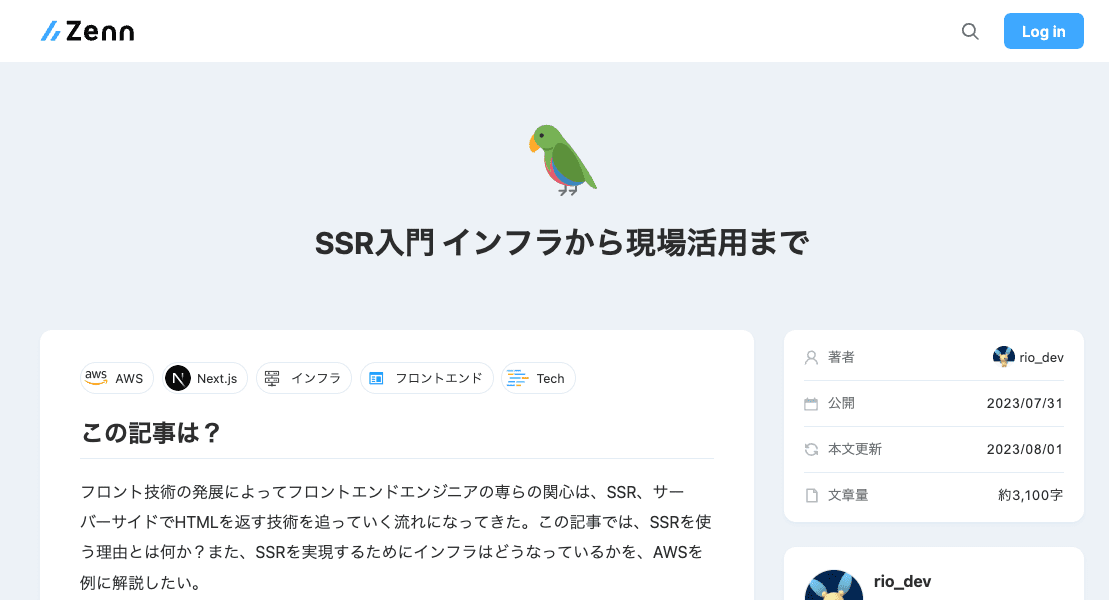 Zenn
Log in
SSR入門 インフラから現場活用まで
aws AWS
N Next.js
インフラ
フロントエンド
Tech
この記事は？
フロント技術の発展によってフロントエンドエンジニアの専らの関心は、SSR、サー
バーサイドでHTMLを返す技術を追っていく流れになってきた。この記事では、SSRを使
う理由とは何か？また、SSRを実現するためにインフラはどうなっているかを、AWSを
例に解説したい。
著者 rio_dev
公開 2023/07/31
本文更新 2023/08/01
文章量 約3,100字
rio_dev